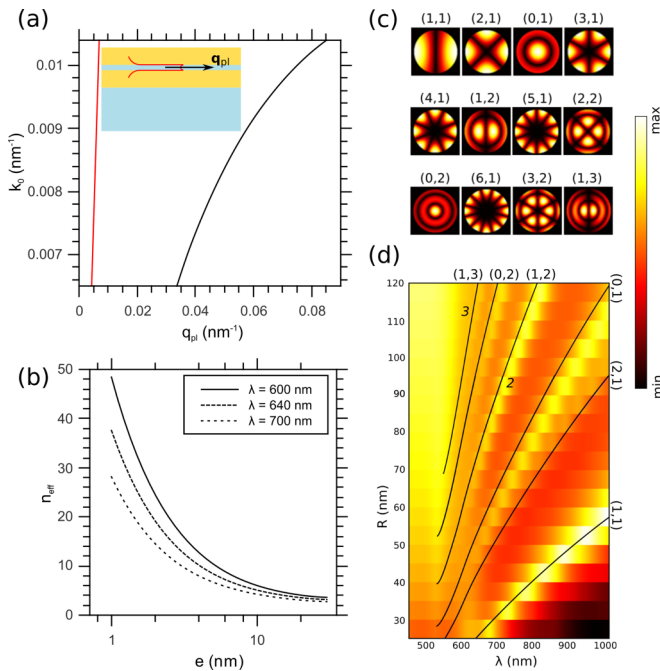 (a)
k0 (nm-1)
0.01
0.009
0.008
0.007
qpl
0
0.02
0.04
0.06
0.08
qpl (nm-1)
(b)
neff
50
40
30
20
10
0
λ = 600 nm
λ = 640 nm
λ = 700 nm
1
10
e (nm)
(c)
(1,1) (2,1) (0,1) (3,1)
(4,1) (1,2) (5,1) (2,2)
(0,2) (6,1) (3,2) (1,3)
max
min
(d)
(1,3) (0,2) (1,2)
(0,1)
(2,1)
(1,1)
3
2
R (nm)
120
110
100
90
80
70
60
50
40
30
500 600 700 800 900 1000
λ (nm)